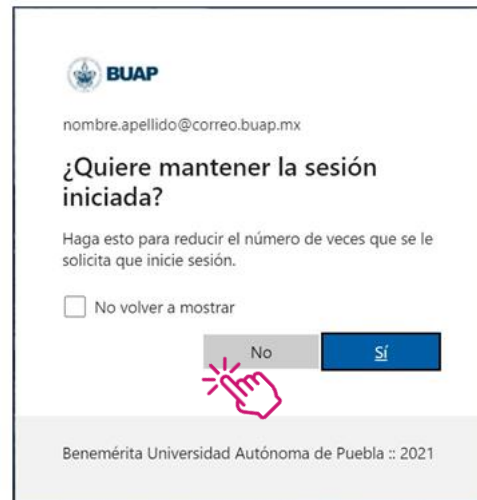 BUAP
nombre.apellido@correo.buap.mx
¿Quiere mantener la sesión
iniciada?
Haga esto para reducir el número de veces que se le
solicita que inicie sesión.
No volver a mostrar
No
Sí
Benemérita Universidad Autónoma de Puebla :: 2021